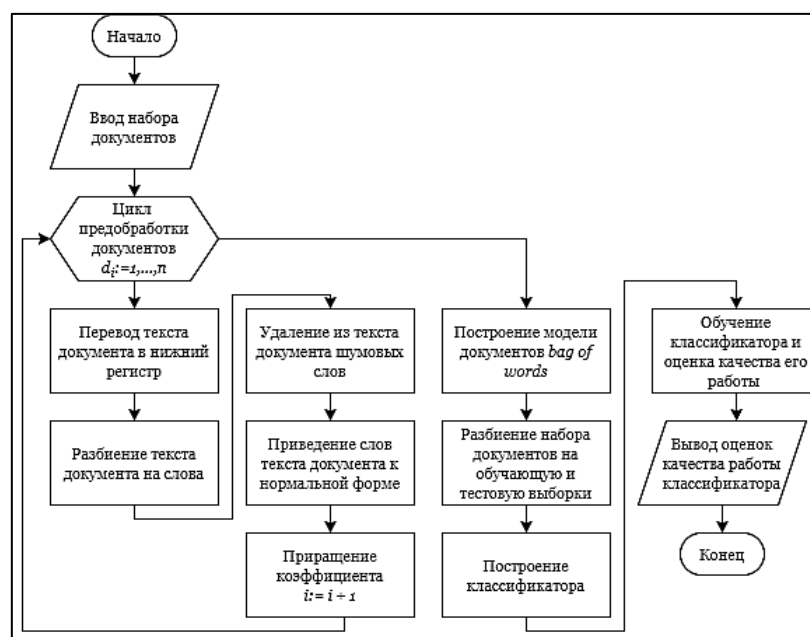 Начало
Ввод набора
документов
Цикл
предобработки
документов
di:=1,...,n
Перевод текста
документа в нижний
регистр
Разбиение текста
документа на слова
Удаление из текста
документа шумовых
слов
Приведение слов
текста документа к
нормальной форме
Приращение
коэффициента
i:= i + 1
Построение модели
документов bag of
words
Разбиение набора
документов на
обучающую и
тестовую выборки
Построение
классификатора
Обучение
классификатора и
оценка качества его
работы
Вывод оценок
качества работы
классификатора
Конец